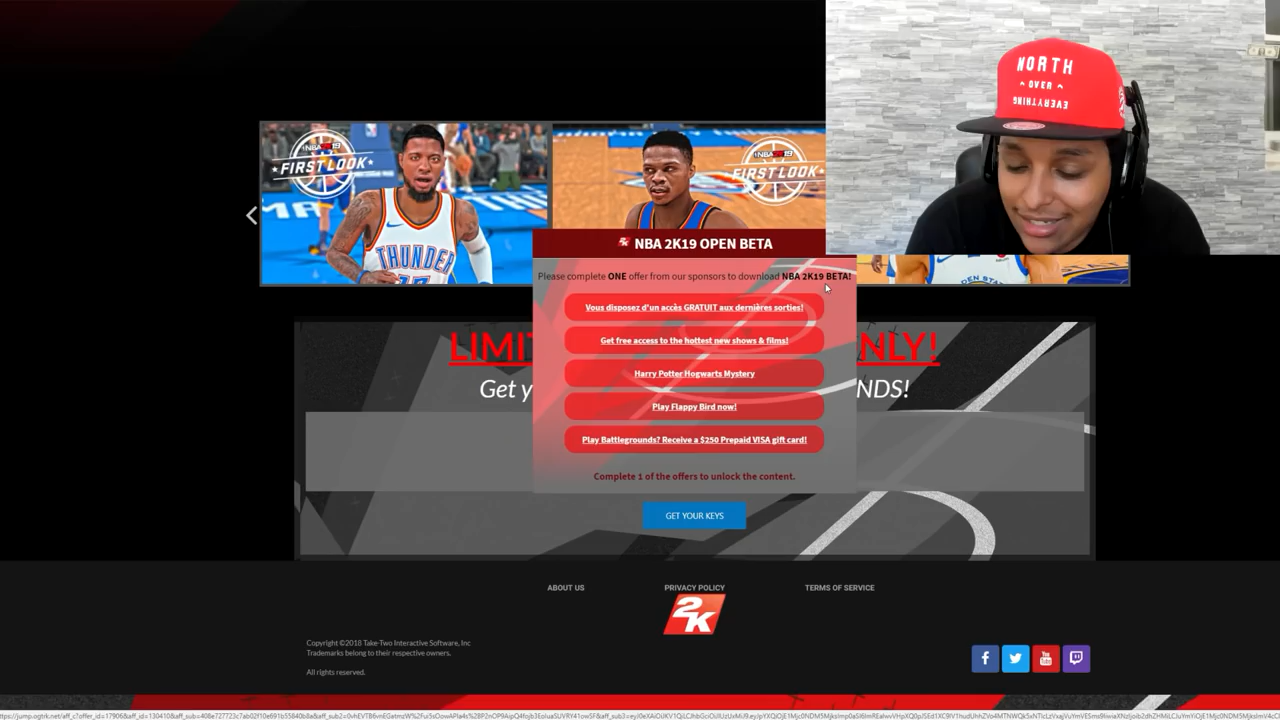 NORTH
OVER
EVERYTHING
NBA 2K19
FIRST LOOK
NBA 2K19
FIRST LOOK
THUNDER
NBA 2K19 OPEN BETA
Please complete ONE offer from our sponsors to download NBA 2K19 BETA!
Vous disposez d'un accès GRATUIT aux dernières sorties!
Get free access to the hottest new shows & films!
Harry Potter Hogwarts Mystery
Play Flappy Bird now!
Play Battlegrounds? Receive a $250 Prepaid VISA gift card!
Complete 1 of the offers to unlock the content.
LIMI NLY!
Get y NDS!
GET YOUR KEYS
ABOUT US
PRIVACY POLICY
TERMS OF SERVICE
2K
Copyright ©2018 Take-Two Interactive Software, Inc
Trademarks belong to their respective owners.
All rights reserved.